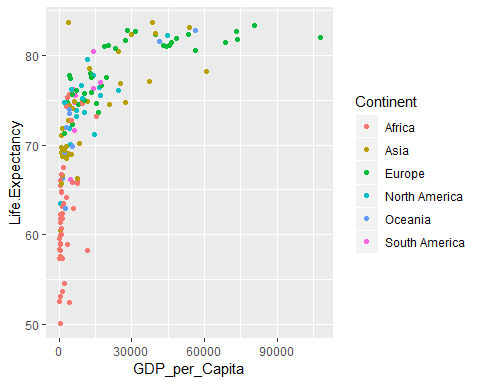 80
70
60
50
Life.Expectancy
0
30000
60000
90000
GDP_per_Capita
Continent
Africa
Asia
Europe
North America
Oceania
South America